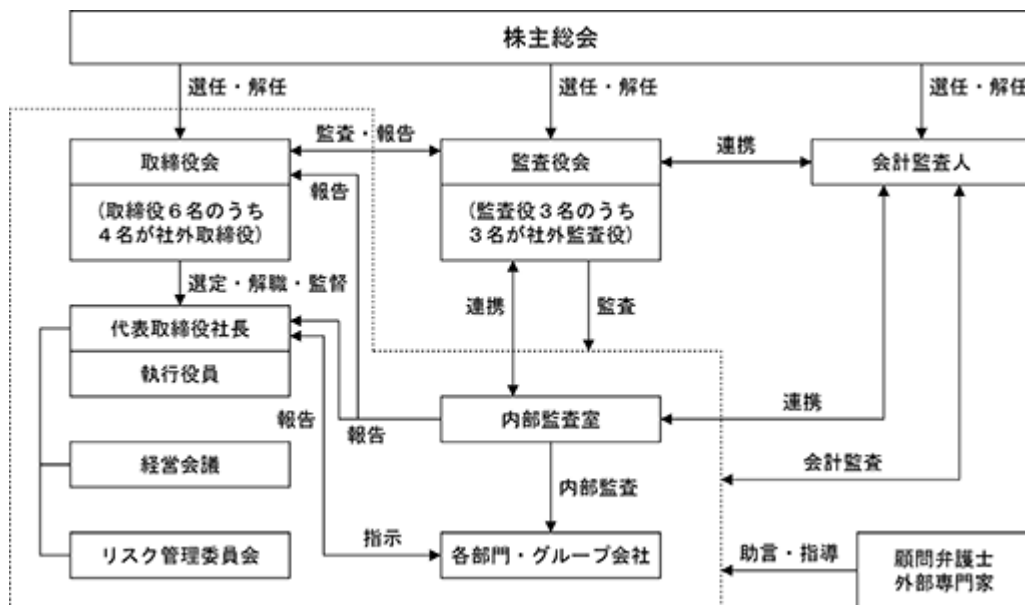 株主総会
選任・解任
選任・解任
選任・解任
監査・報告
連携
取締役会
監査役会
会計監査人
報告
(取締役6名のうち
4名が社外取締役)
(監査役3名のうち
3名が社外監査役)
選定・解職・監督
連携
監査
代表取締役社長
執行役員
報告
報告
内部監査室
連携
経営会議
会計監査
内部監査
リスク管理委員会
指示
各部門・グループ会社
助言・指導
顧問弁護士
外部専門家